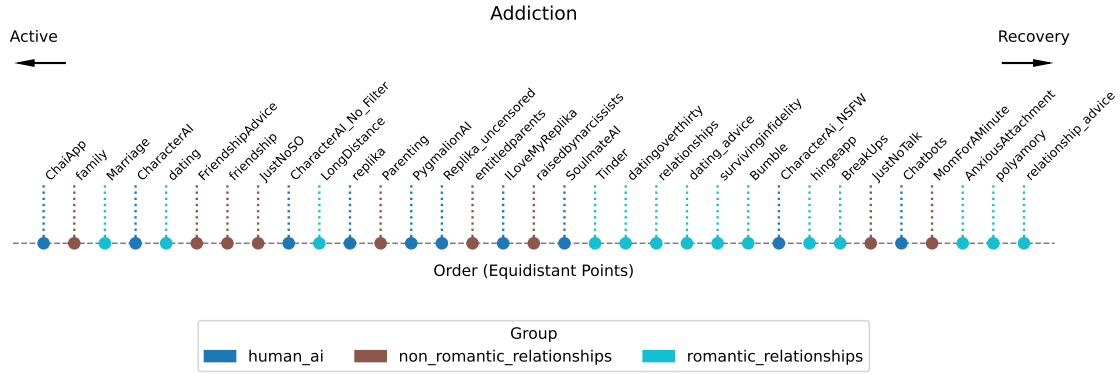 Addiction
Active
Recovery
ChaiApp
family
Marriage
CharacterAI
dating
FriendshipAdvice
friendship
JustNoSO
CharacterAI_No_Filter
LongDistance
replika
Parenting
PygmalionAI
Replika_uncensored
entitledparents
ILoveMyReplika
raisedbynarcissists
SoulmateAI
Tinder
datingoverthirty
relationships
dating_advice
survivinginfidelity
Bumble
CharacterAi_NSFW
hingeapp
BreakUps
JustNoTalk
Chatbots
MomForAMinute
AnxiousAttachment
polyamory
relationship_advice
Order (Equidistant Points)
Group
human_ai non_romantic_relationships romantic_relationships